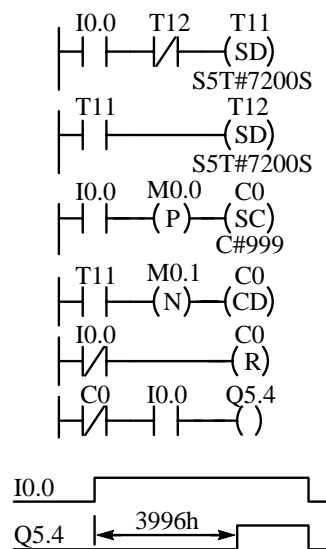 I0.0 T12 T11
SD
S5T#7200S
T11 T12
SD
S5T#7200S
I0.0 M0.0 C0
P SC
C#999
T11 M0.1 C0
N CD
I0.0 C0
R
C0 I0.0 Q5.4
I0.0
3996h
Q5.4